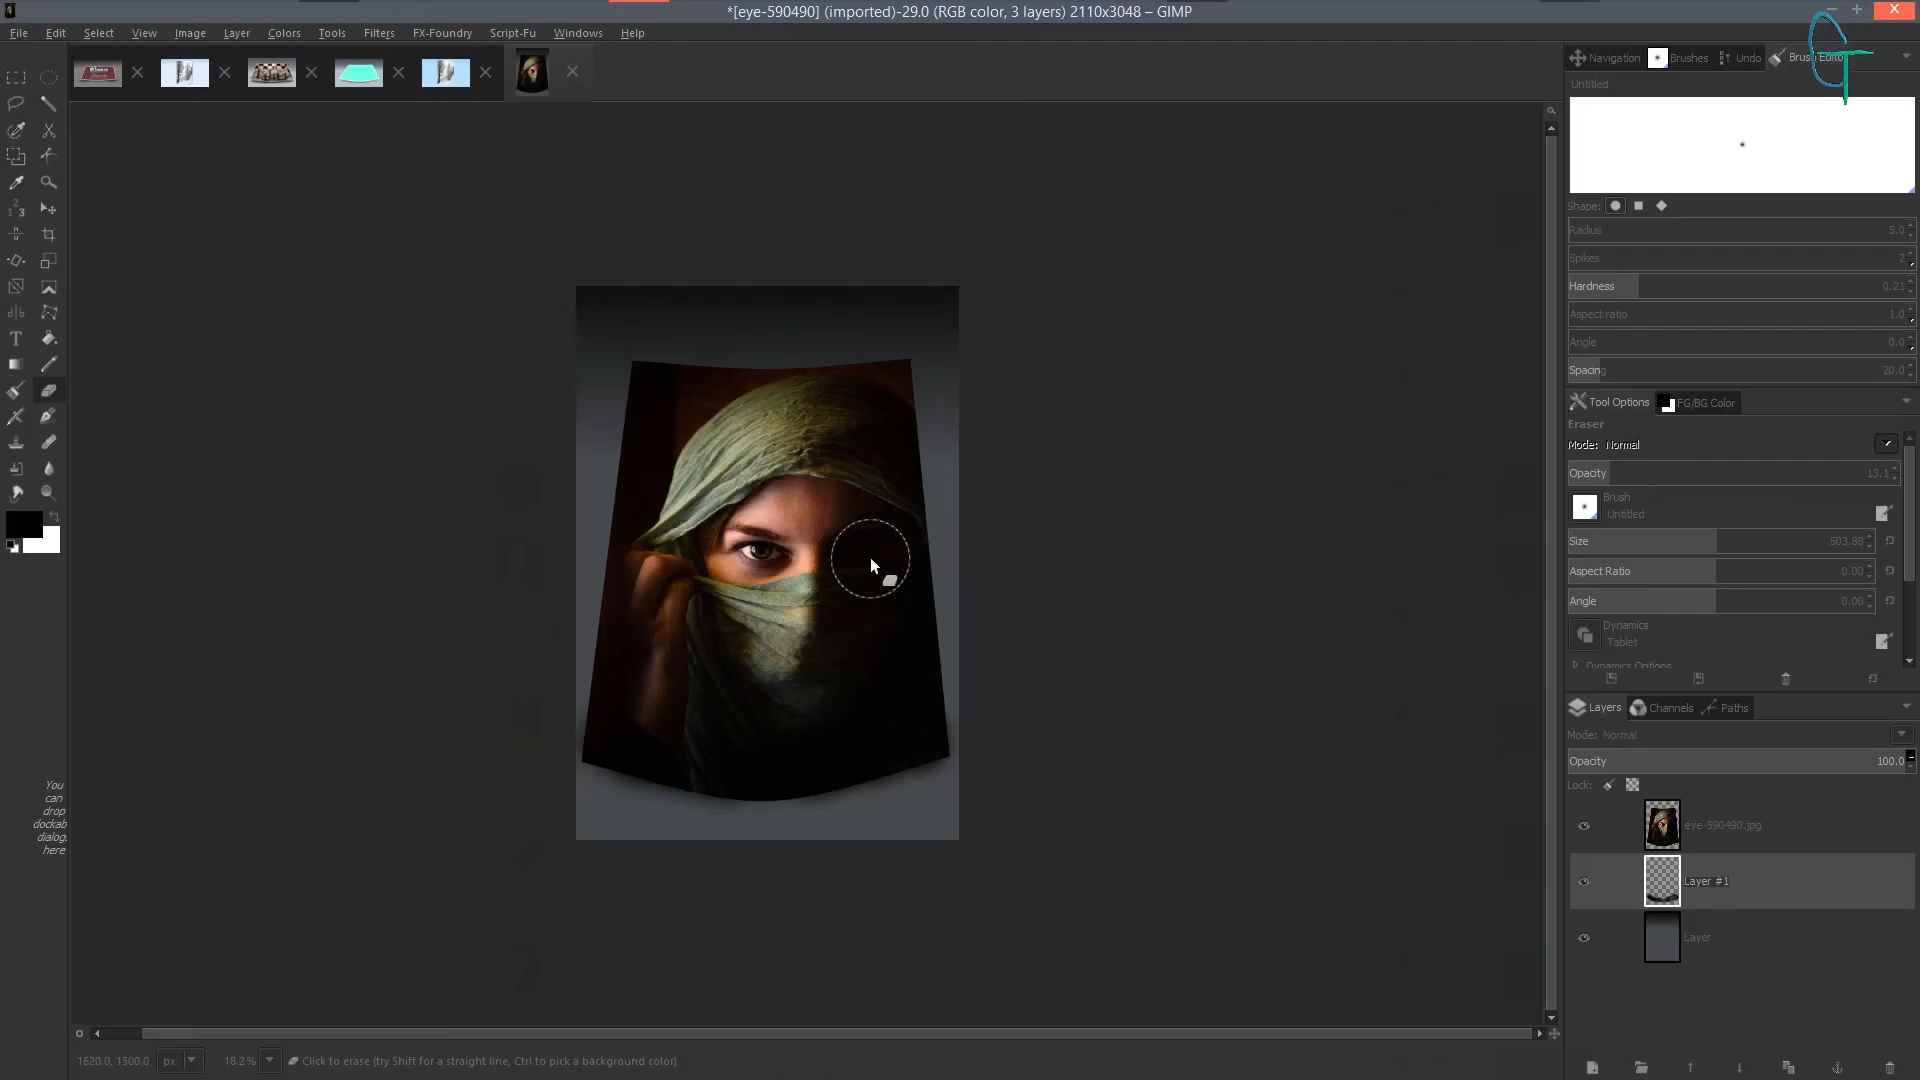 *[eye-590490] (imported)-29.0 (RGB color, 3 layers) 2110x3048 – GIMP
File Edit Select View Image Layer Colors Tools Filters FX-Foundry Script-Fu Windows Help
Navigation Brushes Undo Brush Editor
Untitled
Shape:
Radius 5.0
Spikes 2
Hardness 0.21
Aspect ratio 1.0
Angle 0.0
Spacing 20.0
Tool Options FG/BG Color
Eraser
Mode: Normal
Opacity 13.1
Brush
Untitled
Size 503.88
Aspect Ratio 0.00
Angle 0.00
Dynamics
Tablet
Dynamics Options
Layers Channels Paths
Mode: Normal
Opacity 100.0
Lock:
eye-590490.jpg
Layer #1
Layer
You
can
drop
dockab
dialogs
here
1620.0, 1500.0 px 18.2% Click to erase (try Shift for a straight line, Ctrl to pick a background color)